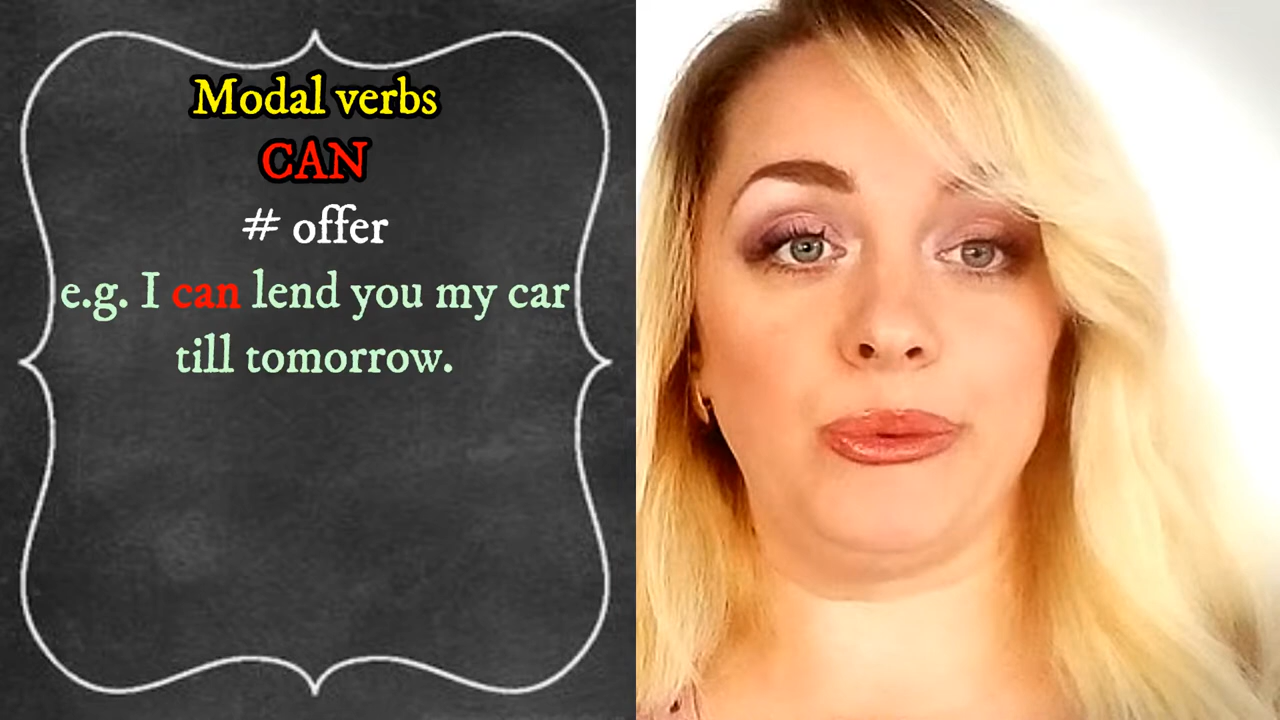 Modal verbs
CAN
# offer
e.g. I can lend you my car
till tomorrow.